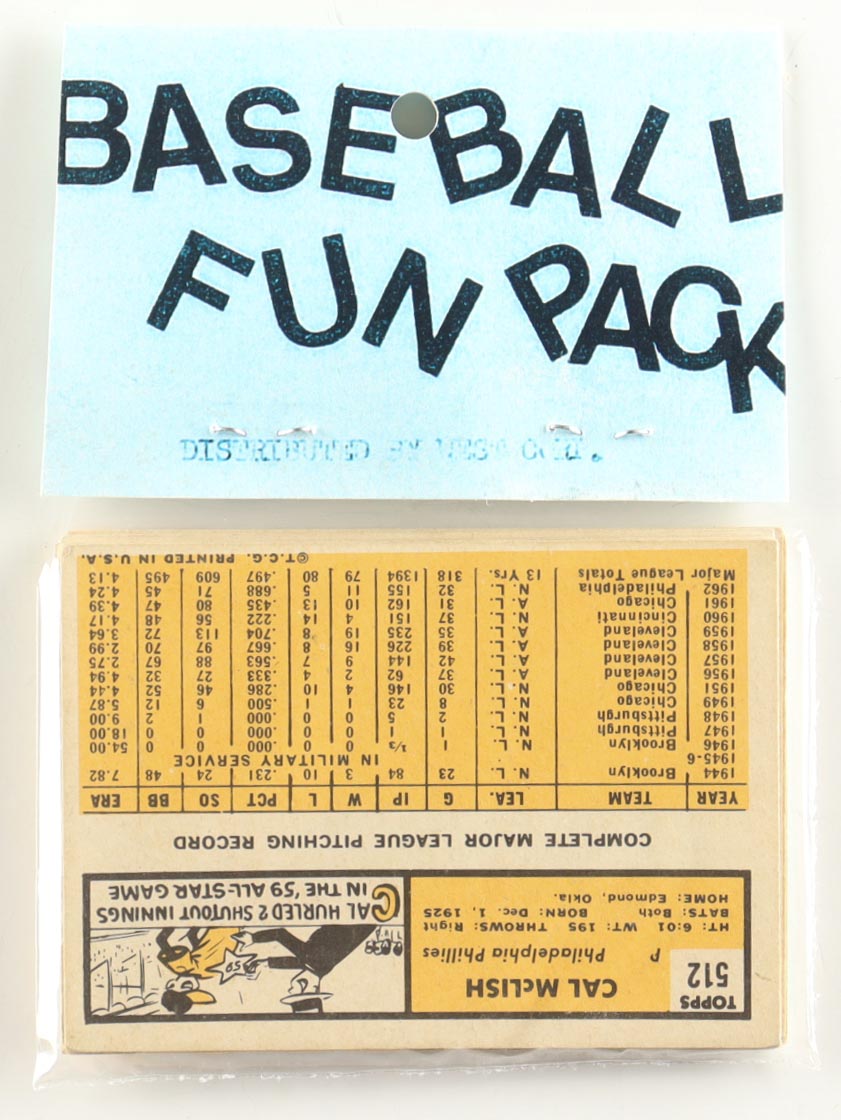 BASEBALL
FUN PACK
DISTRIBUTED BY WEST
TOPPS
512
CAL McLISH
P Philadelphia Phillies
HT: 6:01 WT: 195 THROWS: Right
BATS: Both BORN: Dec. 1, 1925
HOME: Edmond, Okla.
CAL HURLED 2 SHUTOUT INNINGS
IN THE '59 ALL-STAR GAME
COMPLETE MAJOR LEAGUE PITCHING RECORD
YEAR TEAM LEA. G IP W L PCT SO BB ERA
1944 Brooklyn N. L. 23 84 3 10 .231 24 48 7.82
1945-6 IN MILITARY SERVICE
1946 Brooklyn N. L. 1 1/3 0 0 .000 0 0 54.00
1947 Pittsburgh N. L. 1 1 0 0 .000 0 0 18.00
1948 Pittsburgh N. L. 2 5 0 0 .000 1 2 9.00
1949 Chicago N. L. 8 23 1 1 .500 6 12 5.87
1951 Chicago N. L. 30 146 4 10 .286 46 52 4.44
1956 Cleveland A. L. 37 62 2 4 .333 27 32 4.94
1957 Cleveland A. L. 42 144 9 7 .563 88 67 2.75
1958 Cleveland A. L. 39 226 16 8 .667 97 70 2.99
1959 Cleveland A. L. 35 235 19 8 .704 113 72 3.64
1960 Cincinnati N. L. 37 151 4 14 .222 56 48 4.17
1961 Chicago A. L. 31 162 10 13 .435 80 47 4.39
1962 Philadelphia N. L. 32 155 11 5 .688 71 45 4.24
Major League Totals 13 Yrs. 318 1394 79 80 .497 609 495 4.13
©T.C.G. PRINTED IN U.S.A.